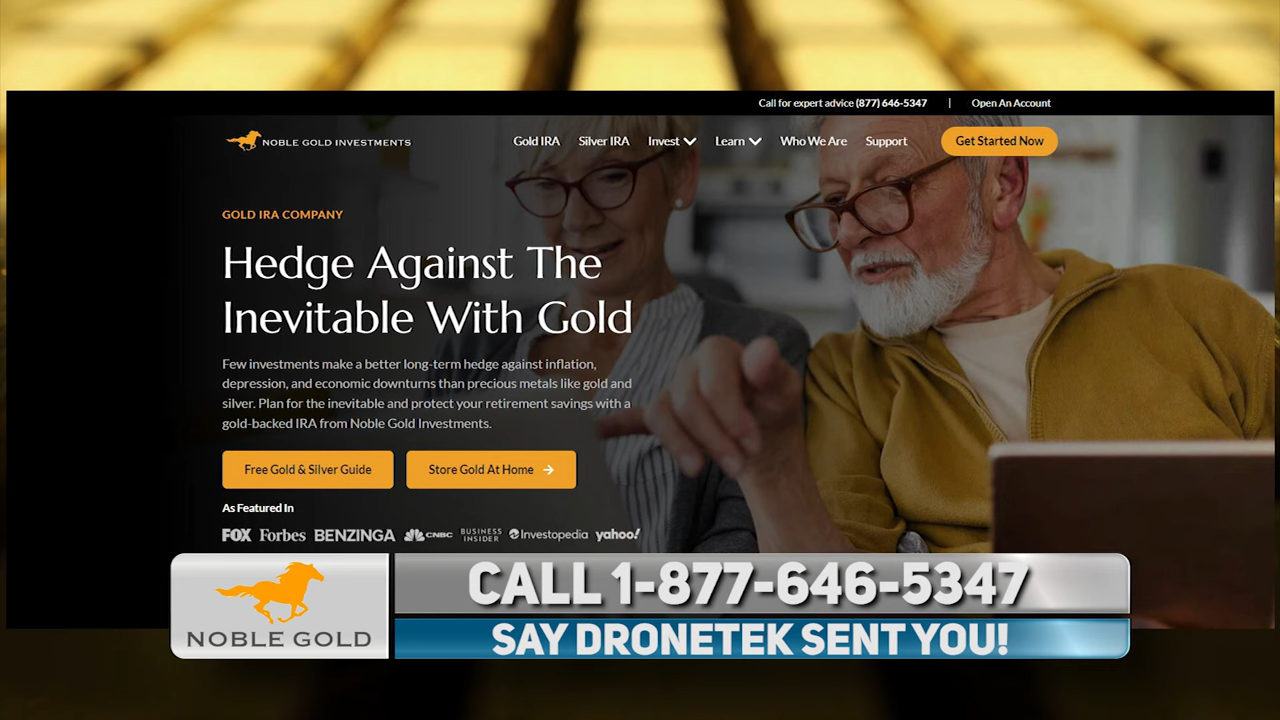 Call for expert advice (877) 646-5347 | Open An Account
NOBLE GOLD INVESTMENTS
Gold IRA Silver IRA Invest Learn Who We Are Support Get Started Now
GOLD IRA COMPANY
Hedge Against The
Inevitable With Gold
Few investments make a better long-term hedge against inflation,
depression, and economic downturns than precious metals like gold and
silver. Plan for the inevitable and protect your retirement savings with a
gold-backed IRA from Noble Gold Investments.
Free Gold & Silver Guide Store Gold At Home
As Featured In
FOX Forbes BENZINGA CNBC BUSINESS INSIDER Investopedia yahoo!
CALL 1-877-646-5347
NOBLE GOLD
SAY DRONETEK SENT YOU!